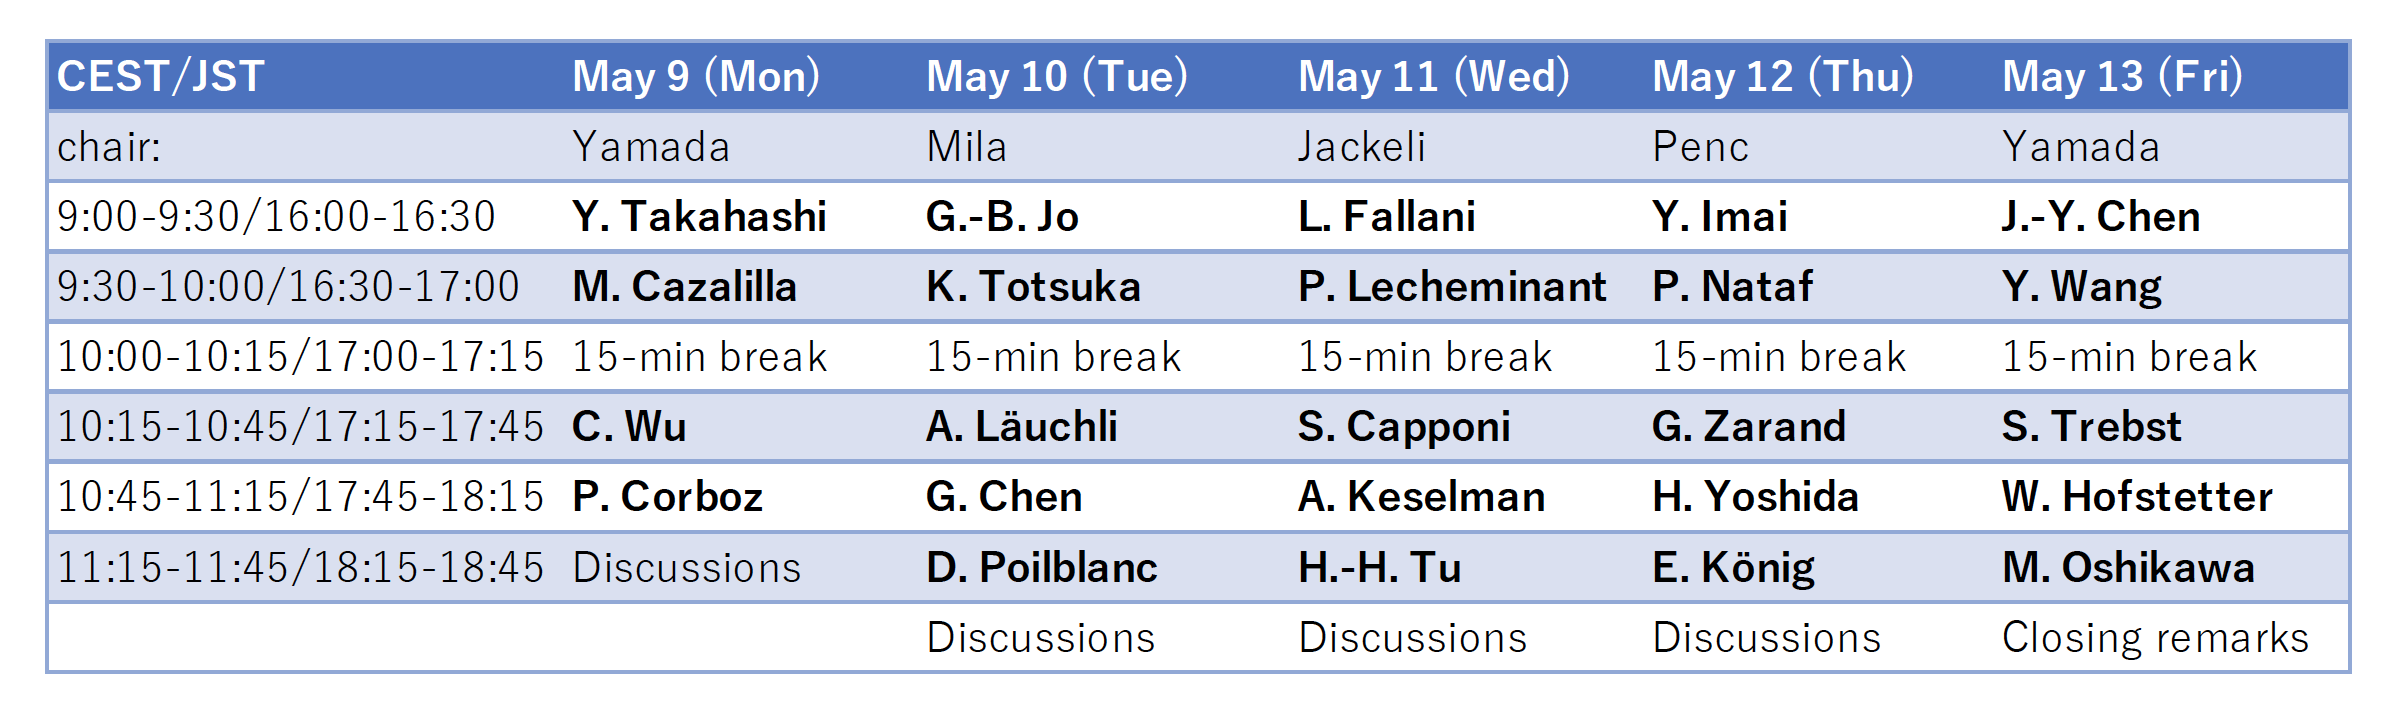 CEST/JST May 9 (Mon) May 10 (Tue) May 11 (Wed) May 12 (Thu) May 13 (Fri)
chair: Yamada Mila Jackeli Penc Yamada
9:00-9:30/16:00-16:30 Y. Takahashi G.-B. Jo L. Fallani Y. Imai J.-Y. Chen
9:30-10:00/16:30-17:00 M. Cazalilla K. Totsuka P. Lecheminant P. Nataf Y. Wang
10:00-10:15/17:00-17:15 15-min break 15-min break 15-min break 15-min break 15-min break
10:15-10:45/17:15-17:45 C. Wu A. Läuchli S. Capponi G. Zarand S. Trebst
10:45-11:15/17:45-18:15 P. Corboz G. Chen A. Keselman H. Yoshida W. Hofstetter
11:15-11:45/18:15-18:45 Discussions D. Poilblanc H.-H. Tu E. König M. Oshikawa
Discussions Discussions Discussions Closing remarks